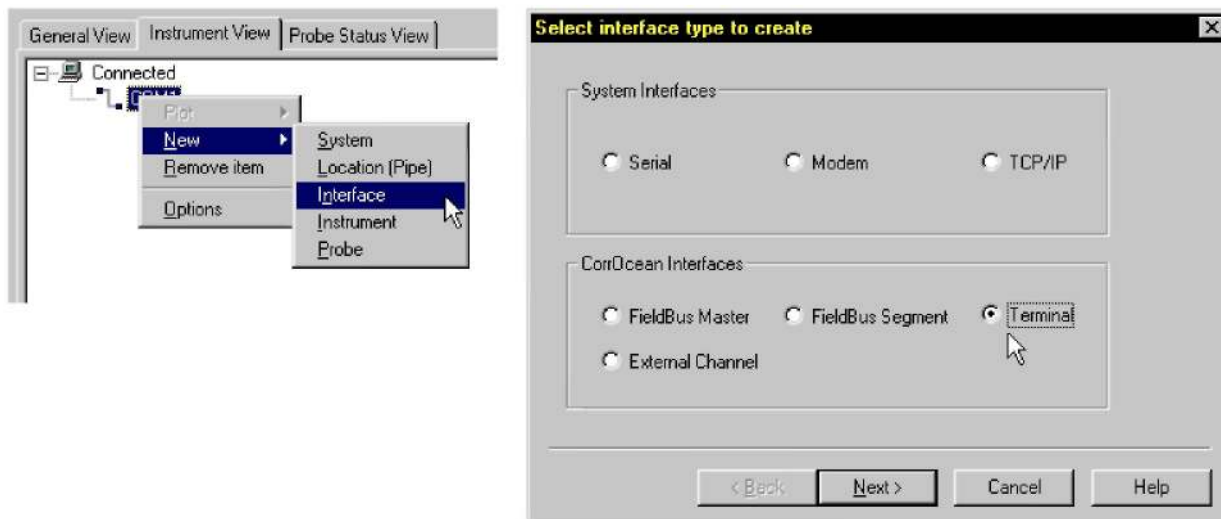 General View Instrument View Probe Status View
Connected
Plot
New
Remove item
Options
System
Location (Pipe)
Interface
Instrument
Probe
Select interface type to create
System Interfaces
Serial Modem TCP/IP
CorrOcean Interfaces
FieldBus Master FieldBus Segment Terminal
External Channel
< Back Next > Cancel Help